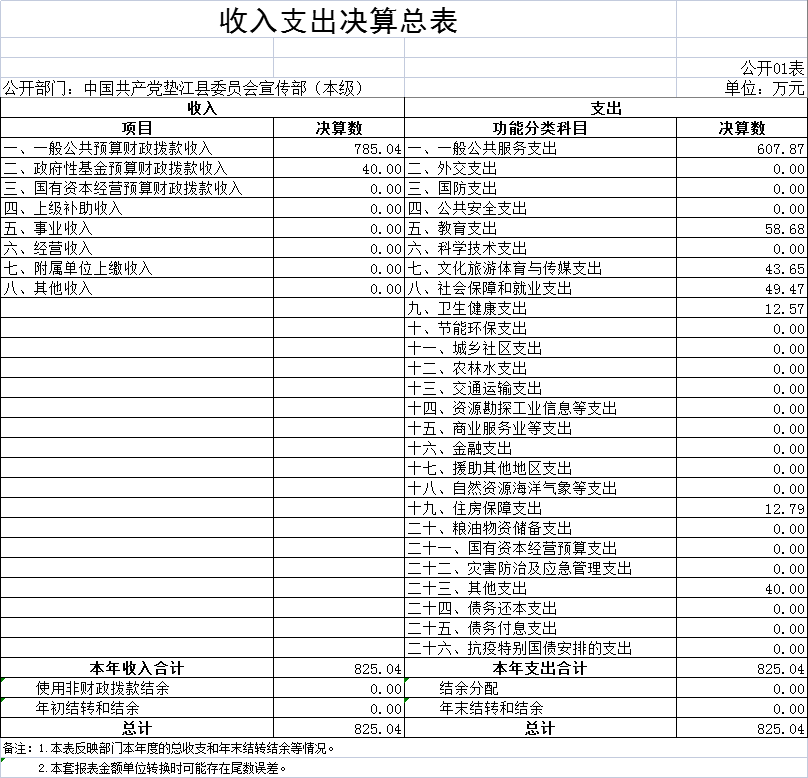 收入支出决算总表
公开01表
公开部门：中国共产党垫江县委员会宣传部（本级） 单位：万元
收入 支出
项目 决算数 功能分类科目 决算数
一、一般公共预算财政拨款收入 785.04 一、一般公共服务支出 607.87
二、政府性基金预算财政拨款收入 40.00 二、外交支出 0.00
三、国有资本经营预算财政拨款收入 0.00 三、国防支出 0.00
四、上级补助收入 0.00 四、公共安全支出 0.00
五、事业收入 0.00 五、教育支出 58.68
六、经营收入 0.00 六、科学技术支出 0.00
七、附属单位上缴收入 0.00 七、文化旅游体育与传媒支出 43.65
八、其他收入 0.00 八、社会保障和就业支出 49.47
九、卫生健康支出 12.57
十、节能环保支出 0.00
十一、城乡社区支出 0.00
十二、农林水支出 0.00
十三、交通运输支出 0.00
十四、资源勘探工业信息等支出 0.00
十五、商业服务业等支出 0.00
十六、金融支出 0.00
十七、援助其他地区支出 0.00
十八、自然资源海洋气象等支出 0.00
十九、住房保障支出 12.79
二十、粮油物资储备支出 0.00
二十一、国有资本经营预算支出 0.00
二十二、灾害防治及应急管理支出 0.00
二十三、其他支出 40.00
二十四、债务还本支出 0.00
二十五、债务付息支出 0.00
二十六、抗疫特别国债安排的支出 0.00
本年收入合计 825.04 本年支出合计 825.04
使用非财政拨款结余 0.00 结余分配 0.00
年初结转和结余 0.00 年末结转和结余 0.00
总计 825.04 总计 825.04
备注：1.本表反映部门本年度的总收支和年末结转结余等情况。
2.本套报表金额单位转换时可能存在尾数误差。